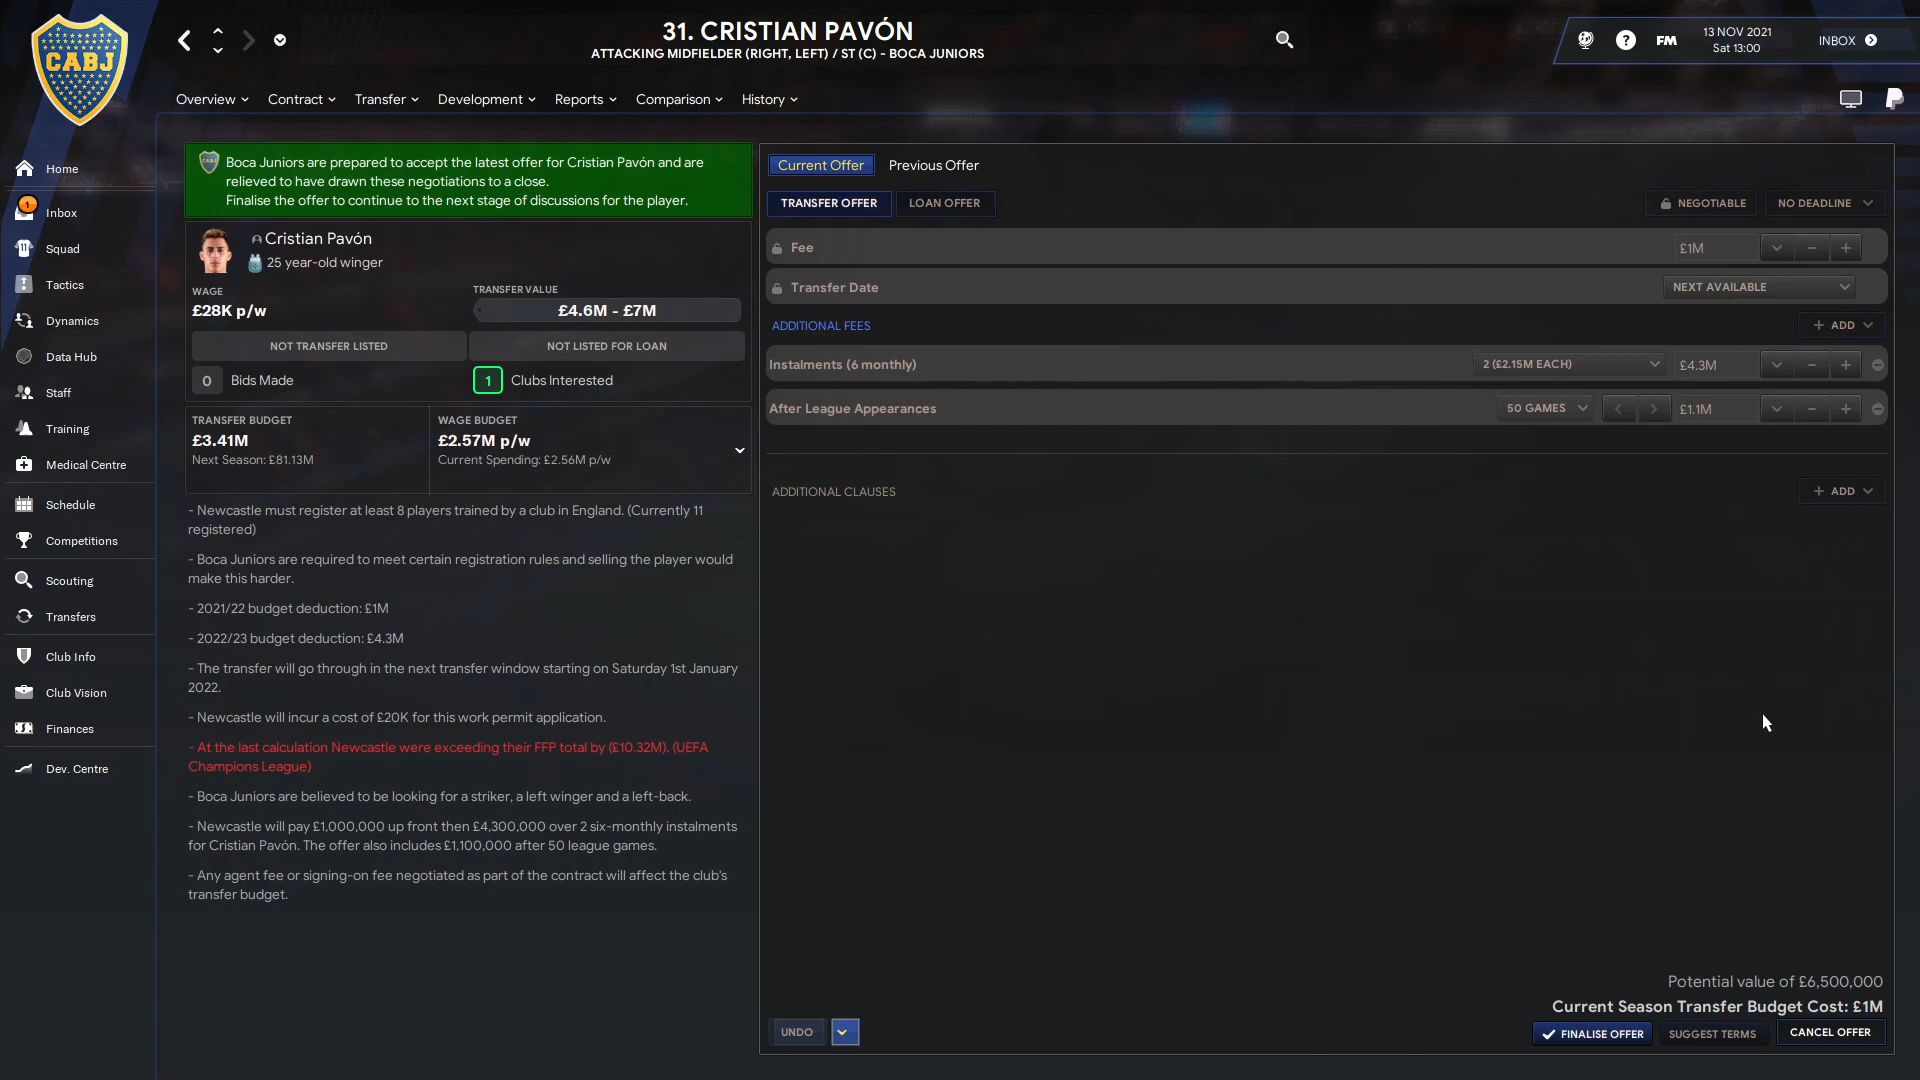 CABJ
31. CRISTIAN PAVÓN
ATTACKING MIDFIELDER (RIGHT, LEFT) / ST (C) - BOCA JUNIORS
? FM
13 NOV 2021
Sat 13:00
INBOX
Overview
Contract
Transfer
Development
Reports
Comparison
History
Home
1
Inbox
Squad
Tactics
Dynamics
Data Hub
Staff
Training
Medical Centre
Schedule
Competitions
Scouting
Transfers
Club Info
Club Vision
Finances
Dev. Centre
Boca Juniors are prepared to accept the latest offer for Cristian Pavón and are
relieved to have drawn these negotiations to a close.
Finalise the offer to continue to the next stage of discussions for the player.
Cristian Pavón
25 year-old winger
WAGE
£28K p/w
TRANSFER VALUE
£4.6M - £7M
NOT TRANSFER LISTED
NOT LISTED FOR LOAN
0 Bids Made
1 Clubs Interested
TRANSFER BUDGET
£3.41M
Next Season: £81.13M
WAGE BUDGET
£2.57M p/w
Current Spending: £2.56M p/w
- Newcastle must register at least 8 players trained by a club in England. (Currently 11
registered)
- Boca Juniors are required to meet certain registration rules and selling the player would
make this harder.
- 2021/22 budget deduction: £1M
- 2022/23 budget deduction: £4.3M
- The transfer will go through in the next transfer window starting on Saturday 1st January
2022.
- Newcastle will incur a cost of £20K for this work permit application.
- At the last calculation Newcastle were exceeding their FFP total by (£10.32M). (UEFA
Champions League)
- Boca Juniors are believed to be looking for a striker, a left winger and a left-back.
- Newcastle will pay £1,000,000 up front then £4,300,000 over 2 six-monthly instalments
for Cristian Pavón. The offer also includes £1,100,000 after 50 league games.
- Any agent fee or signing-on fee negotiated as part of the contract will affect the club's
transfer budget.
Current Offer
Previous Offer
TRANSFER OFFER
LOAN OFFER
NEGOTIABLE
NO DEADLINE
Fee
£1M
- +
Transfer Date
NEXT AVAILABLE
ADDITIONAL FEES
+ ADD
Instalments (6 monthly)
2 (£2.15M EACH)
£4.3M
- +
After League Appearances
50 GAMES
£1.1M
- +
ADDITIONAL CLAUSES
+ ADD
Potential value of £6,500,000
Current Season Transfer Budget Cost: £1M
UNDO
FINALISE OFFER
SUGGEST TERMS
CANCEL OFFER